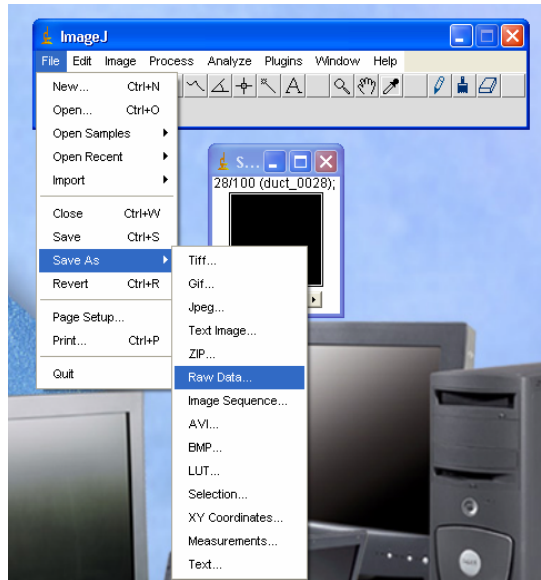 ImageJ
File Edit Image Process Analyze Plugins Window Help
A
New... Ctrl+N
Open... Ctrl+O
Open Samples
Open Recent
Import
Close Ctrl+W
Save Ctrl+S
Save As
Revert Ctrl+R
Page Setup...
Print... Ctrl+P
Quit
S...
28/100 (duct_0028);
Tiff...
Gif...
Jpeg...
Text Image...
ZIP...
Raw Data...
Image Sequence...
AVI...
BMP...
LUT...
Selection...
XY Coordinates...
Measurements...
Text...